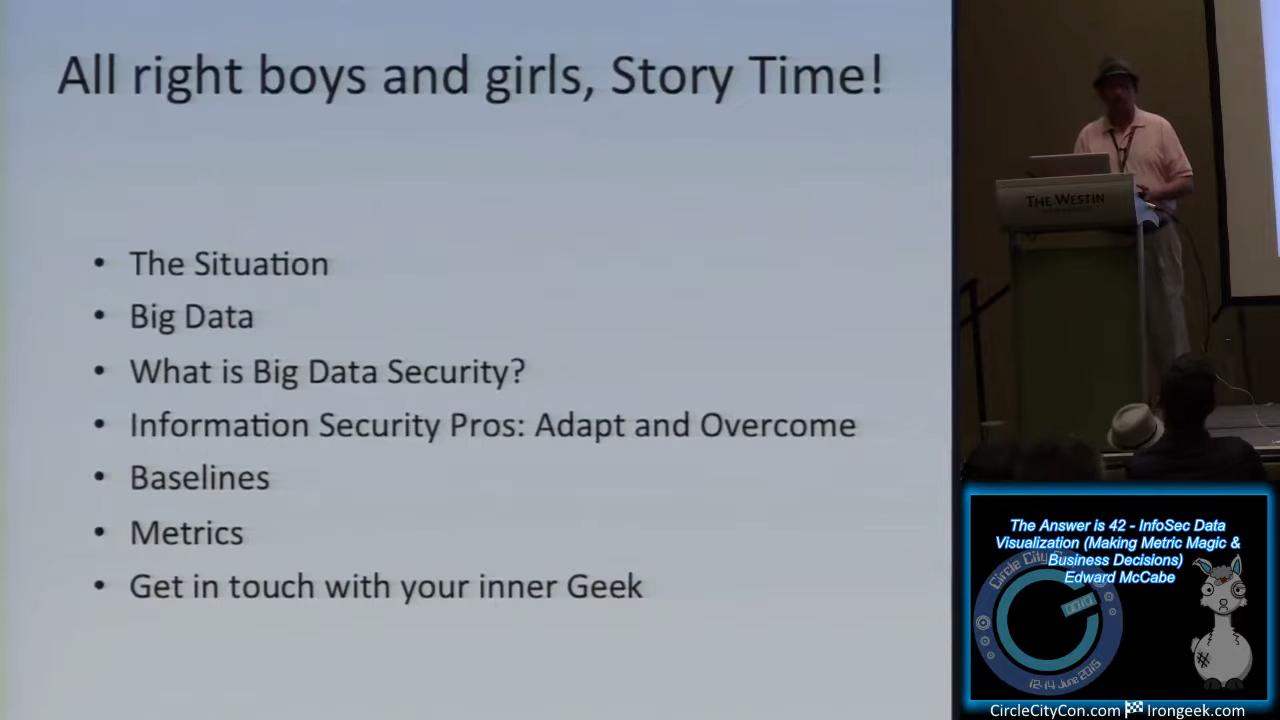 All right boys and girls, Story Time!
• The Situation
• Big Data
• What is Big Data Security?
• Information Security Pros: Adapt and Overcome
• Baselines
• Metrics
• Get in touch with your inner Geek
THE WESTIN
The Answer is 42 - InfoSec Data
Visualization (Making Metric Magic &
Business Decisions)
Edward McCabe
Circle City
12-14 June 2015
CircleCityCon.com Irongeek.com